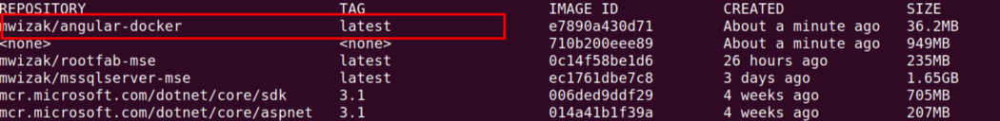 REPOSITORY TAG IMAGE ID CREATED SIZE
mwizak/angular-docker latest e7890a430d71 About a minute ago 36.2MB
<none> <none> 710b200eee89 About a minute ago 949MB
mwizak/rootfab-mse latest 0c14f58be1d6 26 hours ago 235MB
mwizak/mssqlserver-mse latest ec1761dbe7c8 3 days ago 1.65GB
mcr.microsoft.com/dotnet/core/sdk 3.1 006ded9ddf29 4 weeks ago 705MB
mcr.microsoft.com/dotnet/core/aspnet 3.1 014a41b1f39a 4 weeks ago 207MB